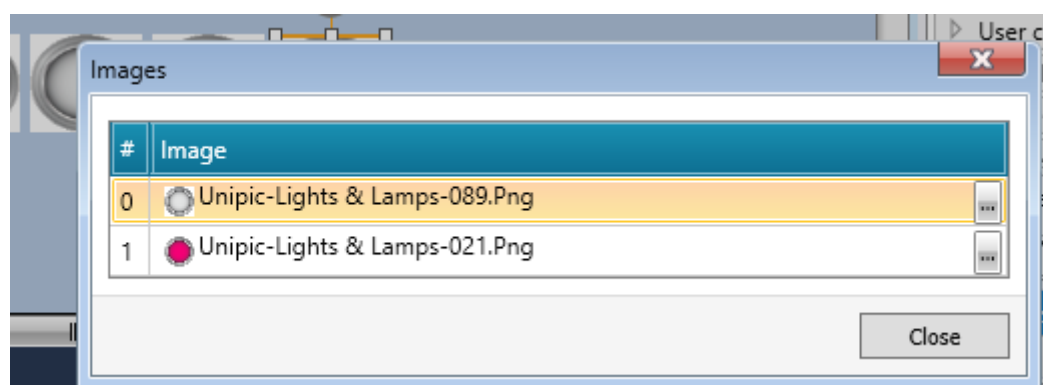 User c
Images
X
# Image
0 Unipic-Lights & Lamps-089.Png ...
1 Unipic-Lights & Lamps-021.Png ...
Close